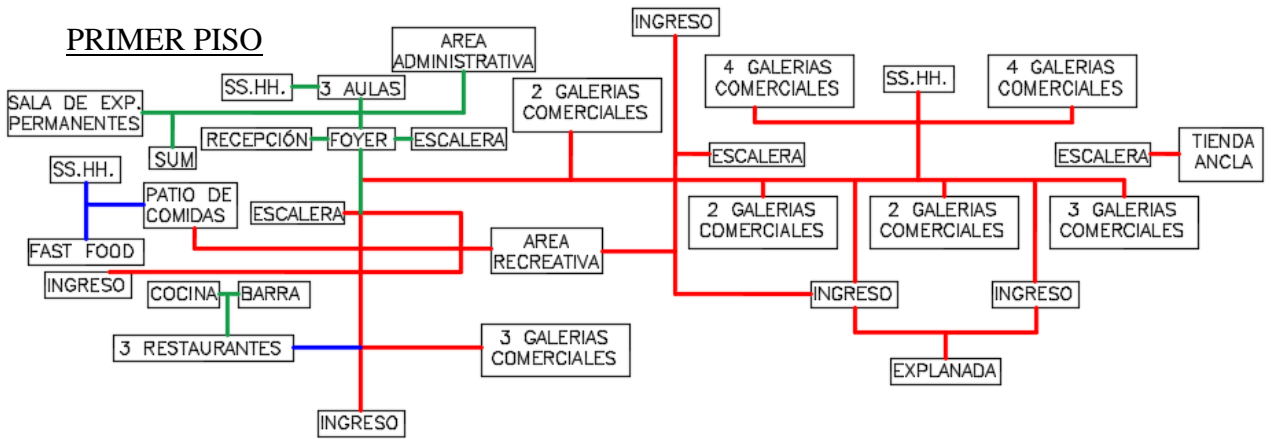 PRIMER PISO
INGRESO
AREA
ADMINISTRATIVA
SS.HH.
3 AULAS
2 GALERIAS
COMERCIALES
4 GALERIAS
COMERCIALES
SS.HH.
4 GALERIAS
COMERCIALES
SALA DE EXP.
PERMANENTES
RECEPCIÓN
FOYER
ESCALERA
SUM
ESCALERA
ESCALERA
TIENDA
ANCLA
SS.HH.
PATIO DE
COMIDAS
ESCALERA
2 GALERIAS
COMERCIALES
2 GALERIAS
COMERCIALES
3 GALERIAS
COMERCIALES
FAST FOOD
AREA
RECREATIVA
INGRESO
COCINA
BARRA
INGRESO
INGRESO
3 RESTAURANTES
3 GALERIAS
COMERCIALES
EXPLANADA
INGRESO